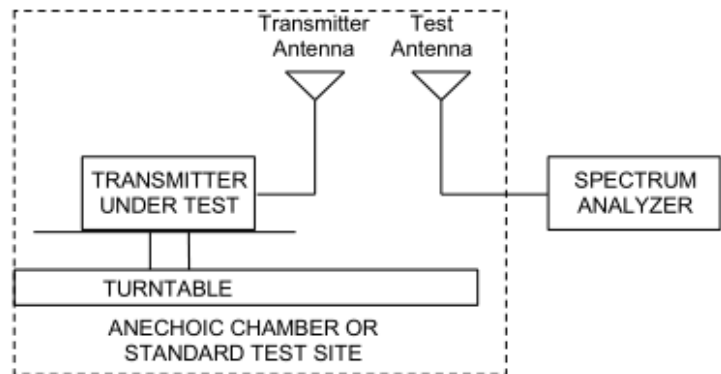 Transmitter
Antenna
Test
Antenna
TRANSMITTER
UNDER TEST
SPECTRUM
ANALYZER
TURNTABLE
ANECHOIC CHAMBER OR
STANDARD TEST SITE